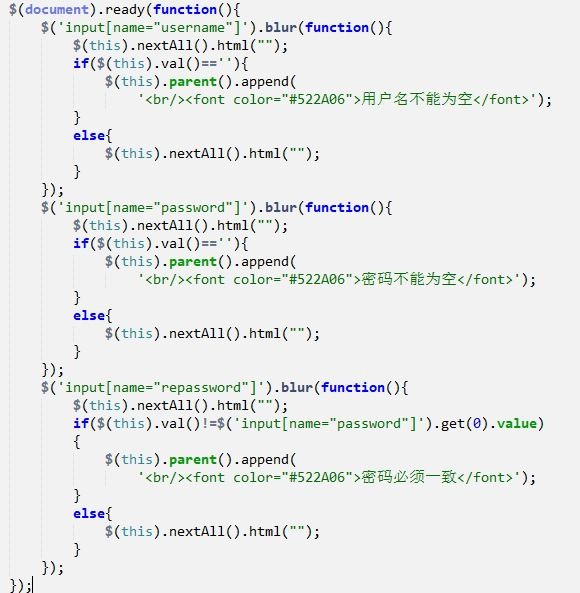 $(document).ready(function(){
    $('input[name="username"]').blur(function(){
        $(this).nextAll().html("");
        if($(this).val()==''){
            $(this).parent().append(
                '<br/><font color="#522A06">用户名不能为空</font>');
        }
        else{
            $(this).nextAll().html("");
        }
    });
    $('input[name="password"]').blur(function(){
        $(this).nextAll().html("");
        if($(this).val()==''){
            $(this).parent().append(
                '<br/><font color="#522A06">密码不能为空</font>');
        }
        else{
            $(this).nextAll().html("");
        }
    });
    $('input[name="repassword"]').blur(function(){
        $(this).nextAll().html("");
        if($(this).val()!=$('input[name="password"]').get(0).value)
        {
            $(this).parent().append(
                '<br/><font color="#522A06">密码必须一致</font>');
        }
        else{
            $(this).nextAll().html("");
        }
    });
});